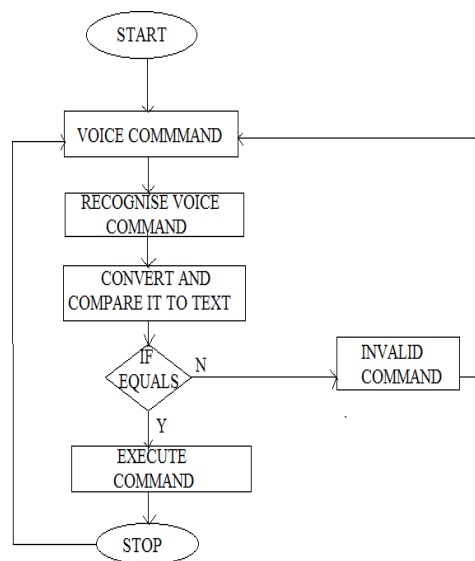 START
VOICE COMMMAND
RECOGNISE VOICE
COMMAND
CONVERT AND
COMPARE IT TO TEXT
IF
EQUALS
N
INVALID
COMMAND
Y
EXECUTE
COMMAND
STOP